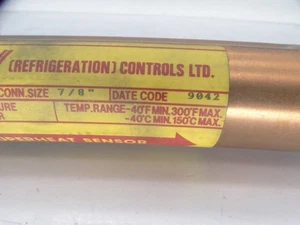 (REFRIGERATION) CONTROLS LTD.
CONN.SIZE 7/8" DATE CODE 9042
TEMP.RANGE-40°F MIN.300°F MAX.
-40°C MIN.150°C MAX.
SENSOR